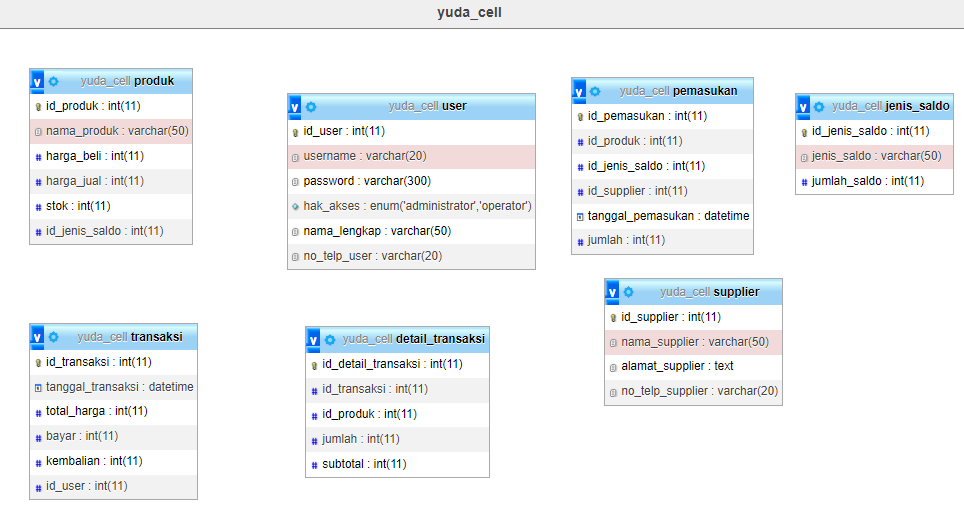 yuda_cell
yuda_cell produk
id_produk : int(11)
nama_produk : varchar(50)
harga_beli : int(11)
harga_jual : int(11)
stok : int(11)
id_jenis_saldo : int(11)
yuda_cell user
id_user : int(11)
username : varchar(20)
password : varchar(300)
hak_akses : enum('administrator','operator')
nama_lengkap : varchar(50)
no_telp_user : varchar(20)
yuda_cell pemasukan
id_pemasukan : int(11)
id_produk : int(11)
id_jenis_saldo : int(11)
id_supplier : int(11)
tanggal_pemasukan : datetime
jumlah : int(11)
yuda_cell jenis_saldo
id_jenis_saldo : int(11)
jenis_saldo : varchar(50)
jumlah_saldo : int(11)
yuda_cell supplier
id_supplier : int(11)
nama_supplier : varchar(50)
alamat_supplier : text
no_telp_supplier : varchar(20)
yuda_cell transaksi
id_transaksi : int(11)
tanggal_transaksi : datetime
total_harga : int(11)
bayar : int(11)
kembalian : int(11)
id_user : int(11)
yuda_cell detail_transaksi
id_detail_transaksi : int(11)
id_transaksi : int(11)
id_produk : int(11)
jumlah : int(11)
subtotal : int(11)